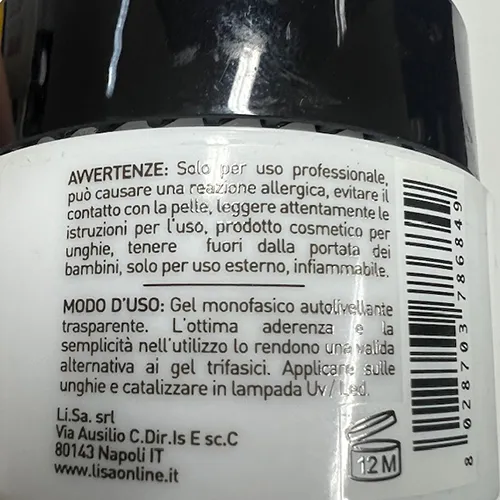 AVVERTENZE: Solo per uso professionale,
può causare una reazione allergica, evitare il
contatto con la pelle, leggere attentamente le
istruzioni per l'uso, prodotto cosmetico per
unghie, tenere fuori dalla portata dei
bambini, solo per uso esterno, infiammabile.
MODO D'USO: Gel monofasico autolivellante
trasparente. L'ottima aderenza e la
semplicità nell'utilizzo lo rendono una valida
alternativa ai gel trifasici. Applicare sulle
unghie e catalizzare in lampada Uv / Led.
Li.Sa. srl
Via Ausilio C.Dir.Is E sc.C
80143 Napoli IT
www.lisaonline.it
12 M
8 028703 786849